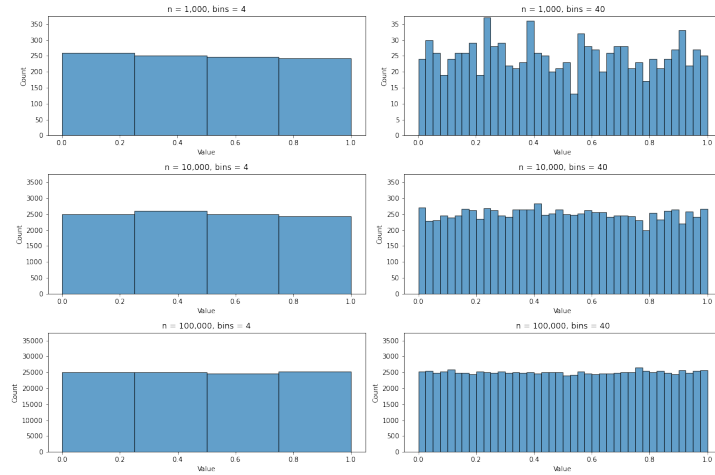 n = 1,000, bins = 4
350
300
250
200
150
100
50
0
Count
0.0 0.2 0.4 0.6 0.8 1.0
Value
n = 1,000, bins = 40
35
30
25
20
15
10
5
0
Count
0.0 0.2 0.4 0.6 0.8 1.0
Value
n = 10,000, bins = 4
3500
3000
2500
2000
1500
1000
500
0
Count
0.0 0.2 0.4 0.6 0.8 1.0
Value
n = 10,000, bins = 40
350
300
250
200
150
100
50
0
Count
0.0 0.2 0.4 0.6 0.8 1.0
Value
n = 100,000, bins = 4
35000
30000
25000
20000
15000
10000
5000
0
Count
0.0 0.2 0.4 0.6 0.8 1.0
Value
n = 100,000, bins = 40
3500
3000
2500
2000
1500
1000
500
0
Count
0.0 0.2 0.4 0.6 0.8 1.0
Value